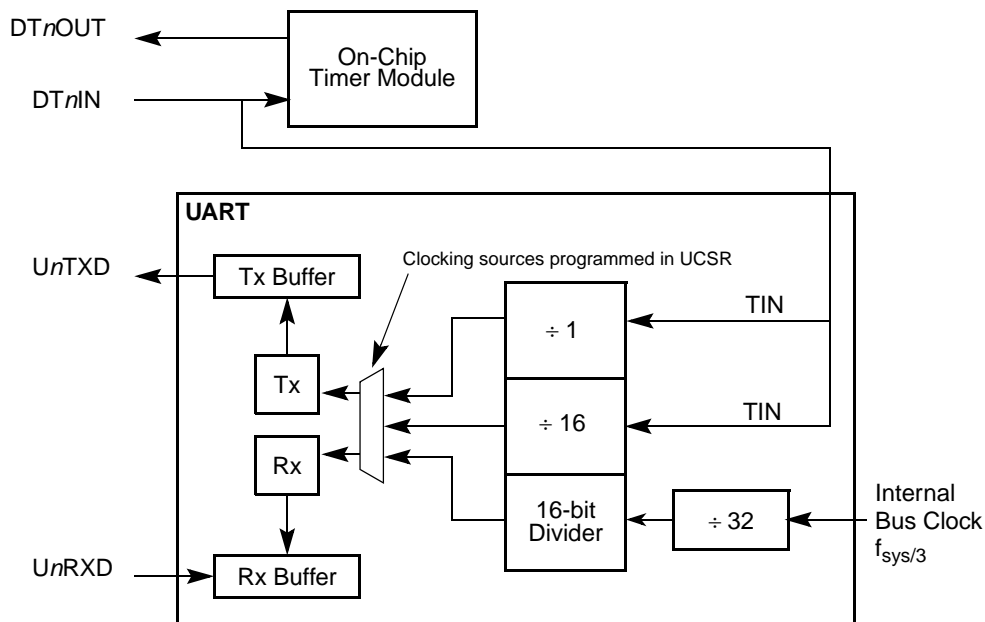 DTnOUT
On-Chip
Timer Module
DTnIN
UART
UnTXD
Tx Buffer
Clocking sources programmed in UCSR
÷ 1
TIN
Tx
÷ 16
TIN
Rx
16-bit
Divider
÷ 32
Internal
Bus Clock
fsys/3
UnRXD
Rx Buffer